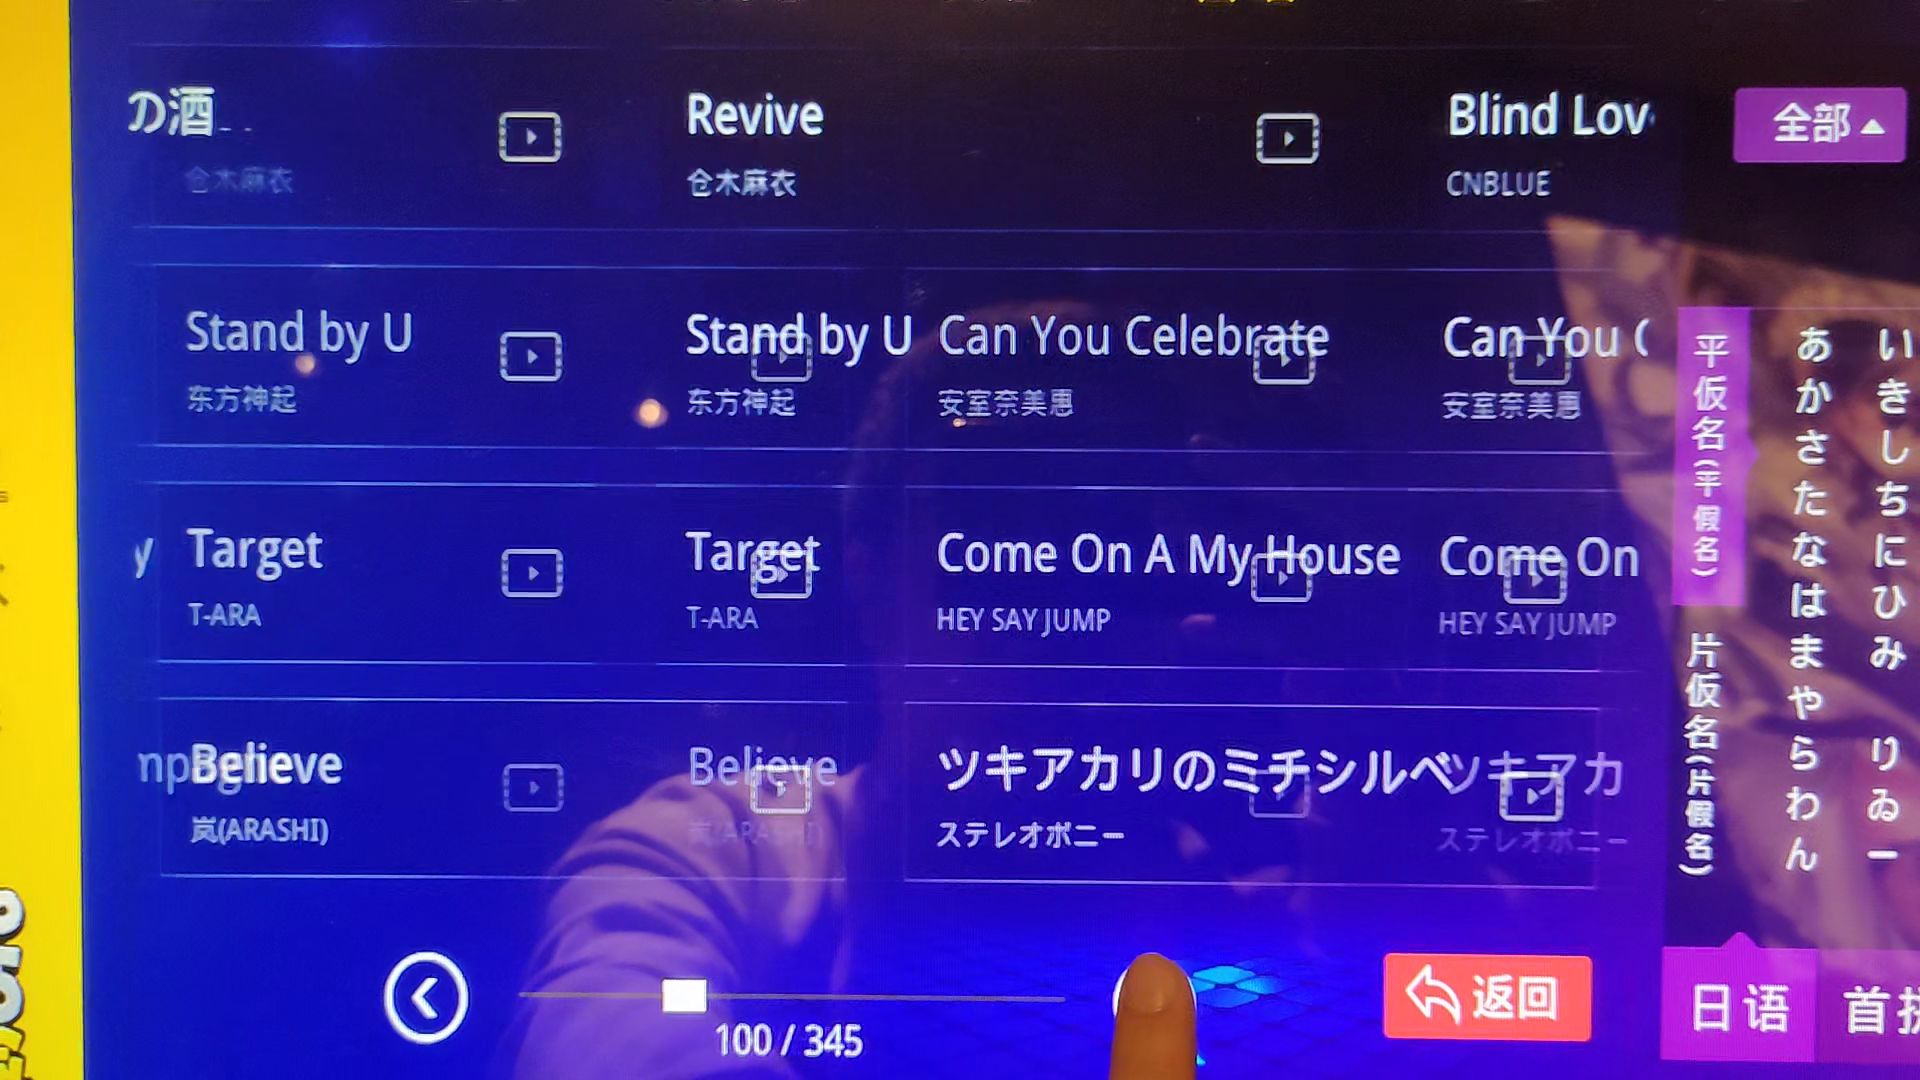 の酒...
仓木麻衣
Revive
仓木麻衣
Blind Lov
CNBLUE
全部
Stand by U
东方神起
Stand by U
东方神起
Can You Celebrate
安室奈美惠
Can You C
安室奈美惠
y
Target
T-ARA
Target
T-ARA
Come On A My House
HEY SAY JUMP
Come On
HEY SAY JUMP
Believe
岚(ARASHI)
Believe
岚(ARASHI)
ツキアカリのミチシルベ
ステレオポニー
ツキアカ
ステレオポニー
平仮名(平假名)
片仮名(片假名)
あかさたなはまやらわん
いきしちにひみ りゐー
100 / 345
返回
日语
首拼